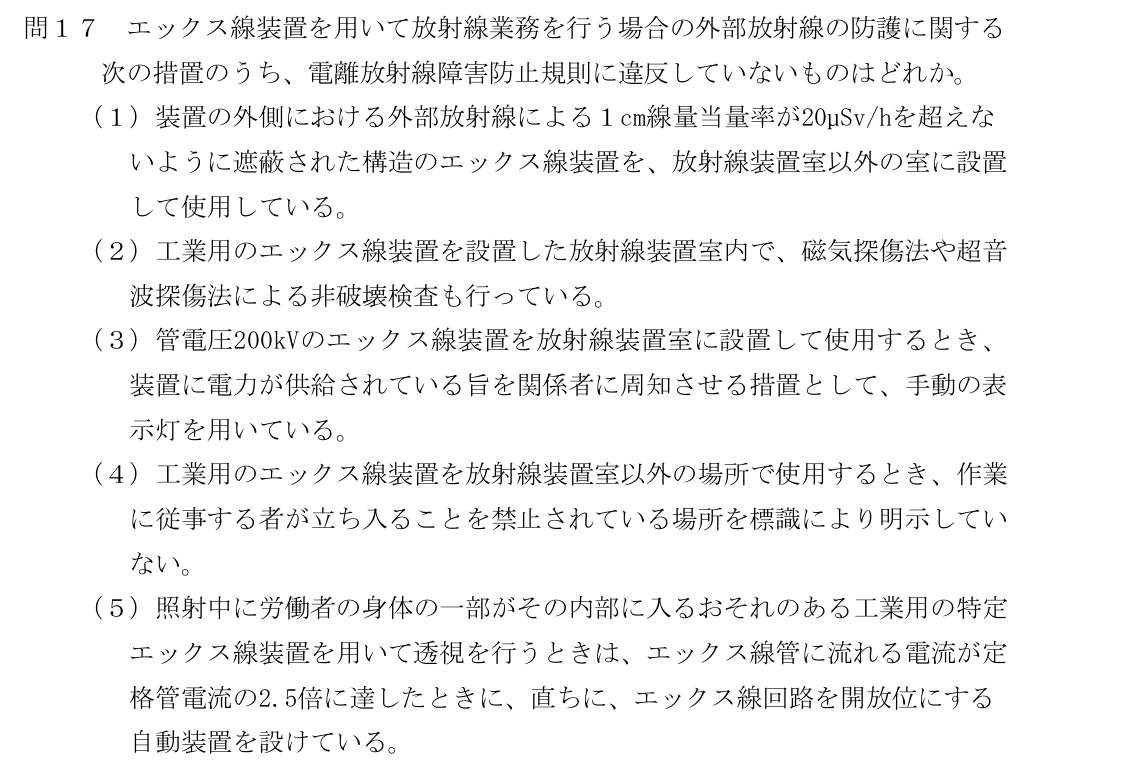 問１７　エックス線装置を用いて放射線業務を行う場合の外部放射線の防護に関する
次の措置のうち、電離放射線障害防止規則に違反していないものはどれか。
（１）装置の外側における外部放射線による１cm線量当量率が20μSv/hを超えな
いように遮蔽された構造のエックス線装置を、放射線装置室以外の室に設置
して使用している。
（２）工業用のエックス線装置を設置した放射線装置室内で、磁気探傷法や超音
波探傷法による非破壊検査も行っている。
（３）管電圧200kVのエックス線装置を放射線装置室に設置して使用するとき、
装置に電力が供給されている旨を関係者に周知させる措置として、手動の表
示灯を用いている。
（４）工業用のエックス線装置を放射線装置室以外の場所で使用するとき、作業
に従事する者が立ち入ることを禁止されている場所を標識により明示してい
ない。
（５）照射中に労働者の身体の一部がその内部に入るおそれのある工業用の特定
エックス線装置を用いて透視を行うときは、エックス線管に流れる電流が定
格管電流の2.5倍に達したときに、直ちに、エックス線回路を開放位にする
自動装置を設けている。